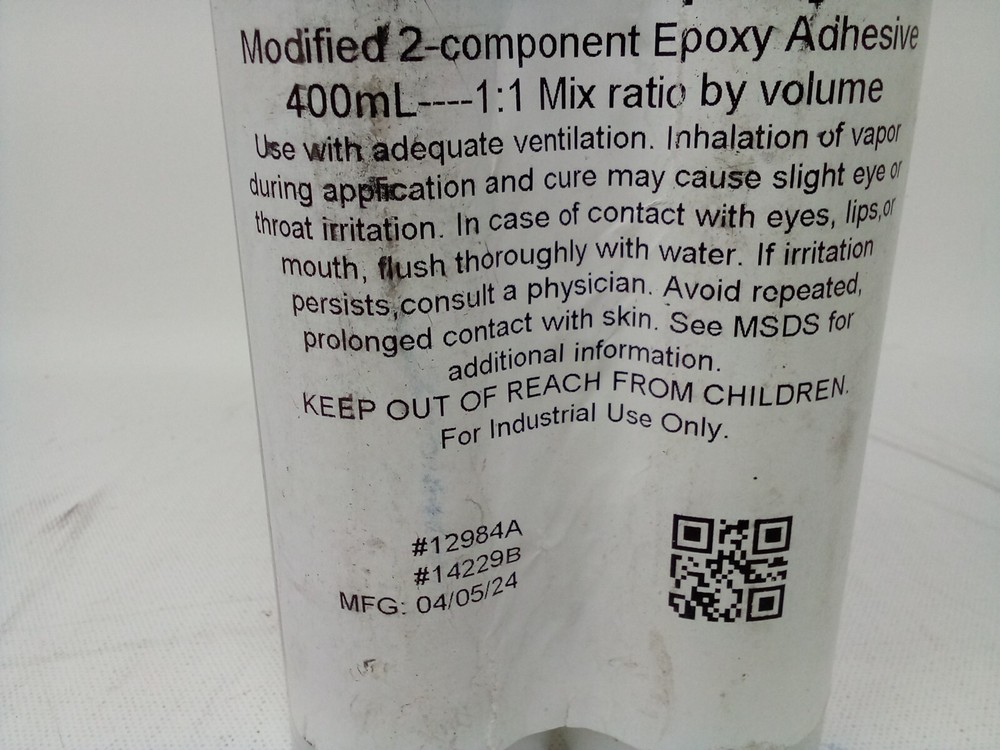 Modified 2-component Epoxy Adhesive
400mL----1:1 Mix ratio by volume
Use with adequate ventilation. Inhalation of vapor
during application and cure may cause slight eye or
throat irritation. In case of contact with eyes, lips,or
mouth, flush thoroughly with water. If irritation
persists,consult a physician. Avoid repeated,
prolonged contact with skin. See MSDS for
additional information.
KEEP OUT OF REACH FROM CHILDREN.
For Industrial Use Only.
#12984A
#14229B
MFG: 04/05/24